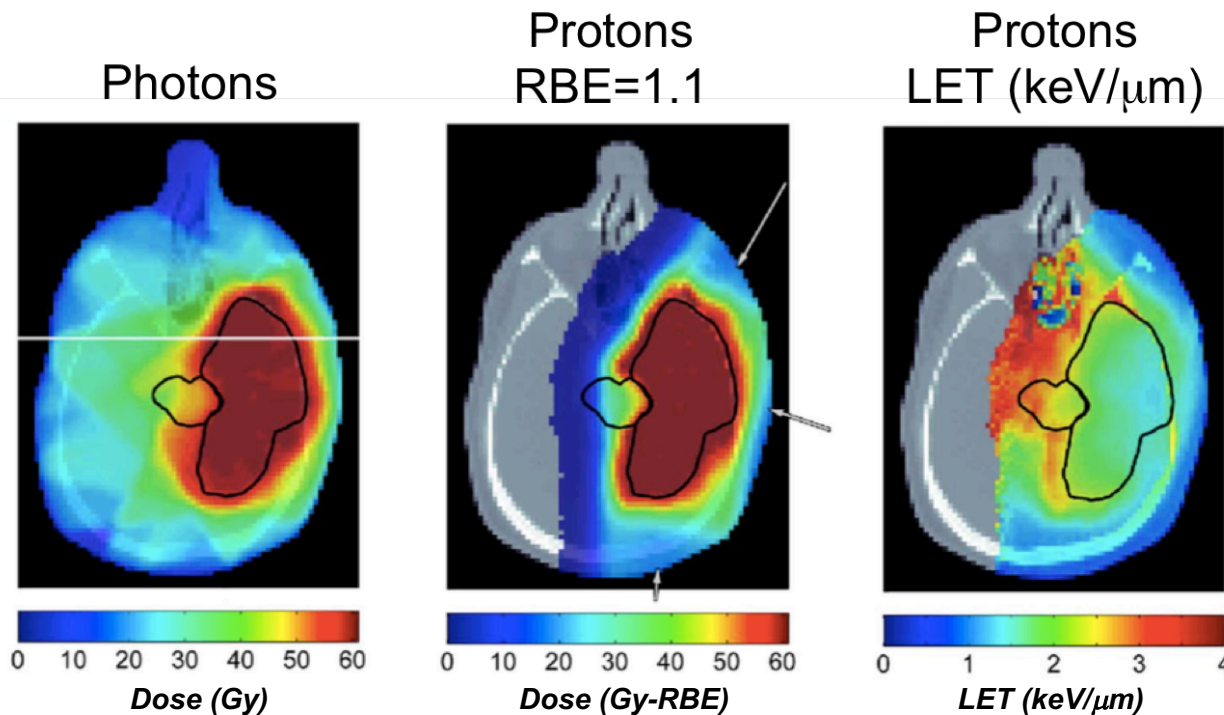 Photons
Protons
RBE=1.1
Protons
LET (keV/μm)
0 10 20 30 40 50 60
Dose (Gy)
0 10 20 30 40 50 60
Dose (Gy-RBE)
0 1 2 3 4
LET (keV/μm)